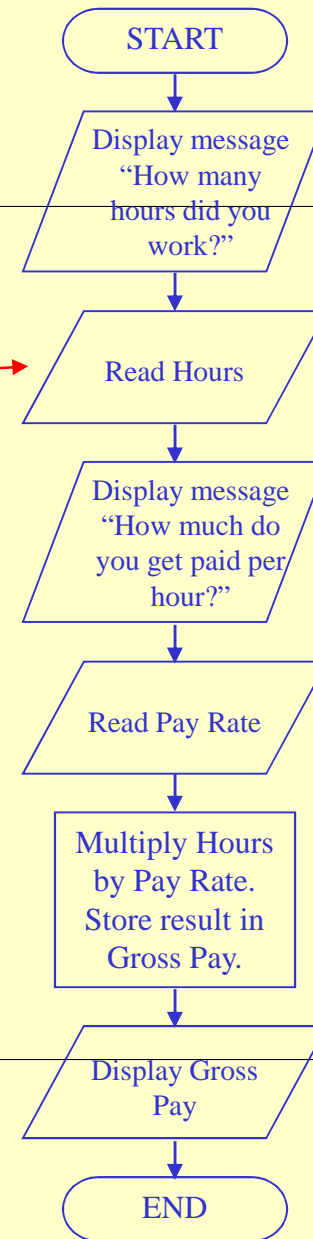 START
Display message
“How many
hours did you
work?”
Read Hours
Display message
“How much do
you get paid per
hour?”
Read Pay Rate
Multiply Hours
by Pay Rate.
Store result in
Gross Pay.
Display Gross
Pay
END